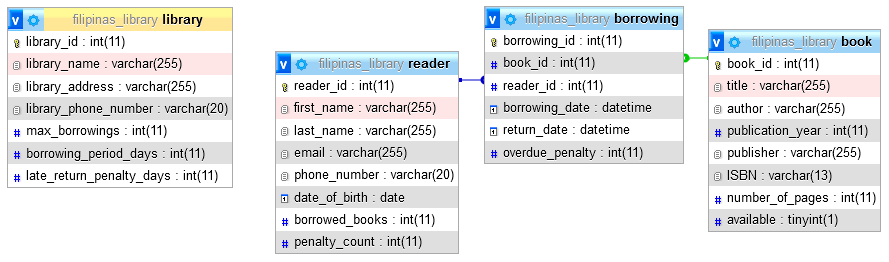 filipinas_library library
library_id : int(11)
library_name : varchar(255)
library_address : varchar(255)
library_phone_number : varchar(20)
max_borrowings : int(11)
borrowing_period_days : int(11)
late_return_penalty_days : int(11)
filipinas_library reader
reader_id : int(11)
first_name : varchar(255)
last_name : varchar(255)
email : varchar(255)
phone_number : varchar(20)
date_of_birth : date
borrowed_books : int(11)
penalty_count : int(11)
filipinas_library borrowing
borrowing_id : int(11)
book_id : int(11)
reader_id : int(11)
borrowing_date : datetime
return_date : datetime
overdue_penalty : int(11)
filipinas_library book
book_id : int(11)
title : varchar(255)
author : varchar(255)
publication_year : int(11)
publisher : varchar(255)
ISBN : varchar(13)
number_of_pages : int(11)
available : tinyint(1)